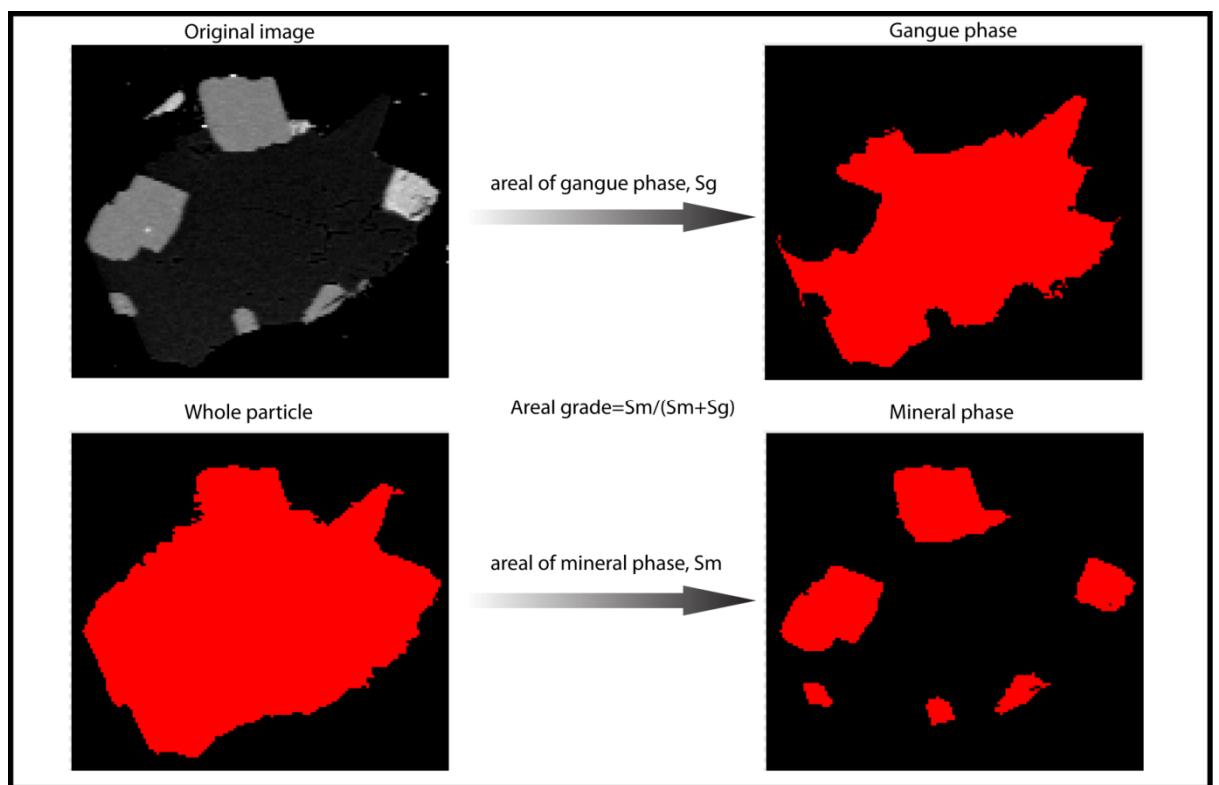 Original image
Gangue phase
areal of gangue phase, Sg
Whole particle
Areal grade=Sm/(Sm+Sg)
Mineral phase
areal of mineral phase, Sm